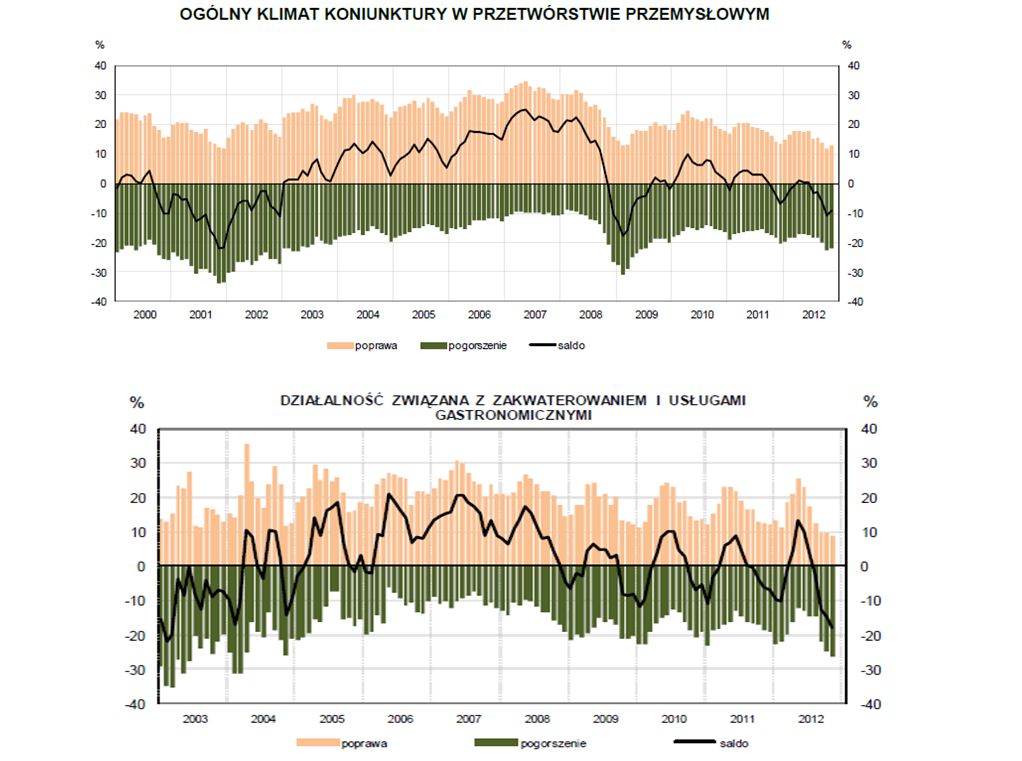 OGÓLNY KLIMAT KONIUNKTURY W PRZETWÓRSTWIE PRZEMYSŁOWYM
% %
40 40
30 30
20 20
10 10
0 0
-10 -10
-20 -20
-30 -30
-40 -40
2000 2001 2002 2003 2004 2005 2006 2007 2008 2009 2010 2011 2012
poprawa pogorszenie saldo
% DZIAŁALNOŚĆ ZWIĄZANA Z ZAKWATEROWANIEM I USŁUGAMI %
GASTRONOMICZNYMI
40 40
30 30
20 20
10 10
0 0
-10 -10
-20 -20
-30 -30
-40 -40
2003 2004 2005 2006 2007 2008 2009 2010 2011 2012
poprawa pogorszenie saldo